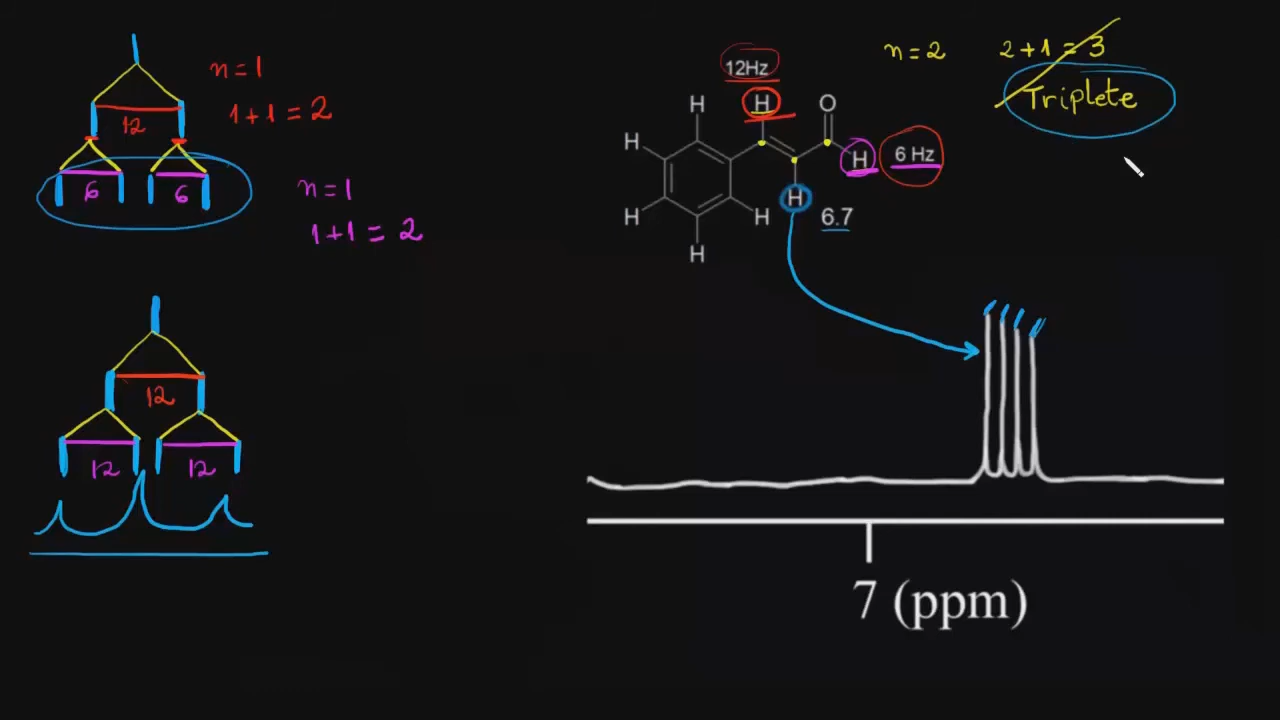 n=1
1+1=2
12
6 6
n=1
1+1=2
12
12 12
12Hz
H H O
H H 6 Hz
H H H 6.7
H
n=2 2+1=3
Triplete
7 (ppm)